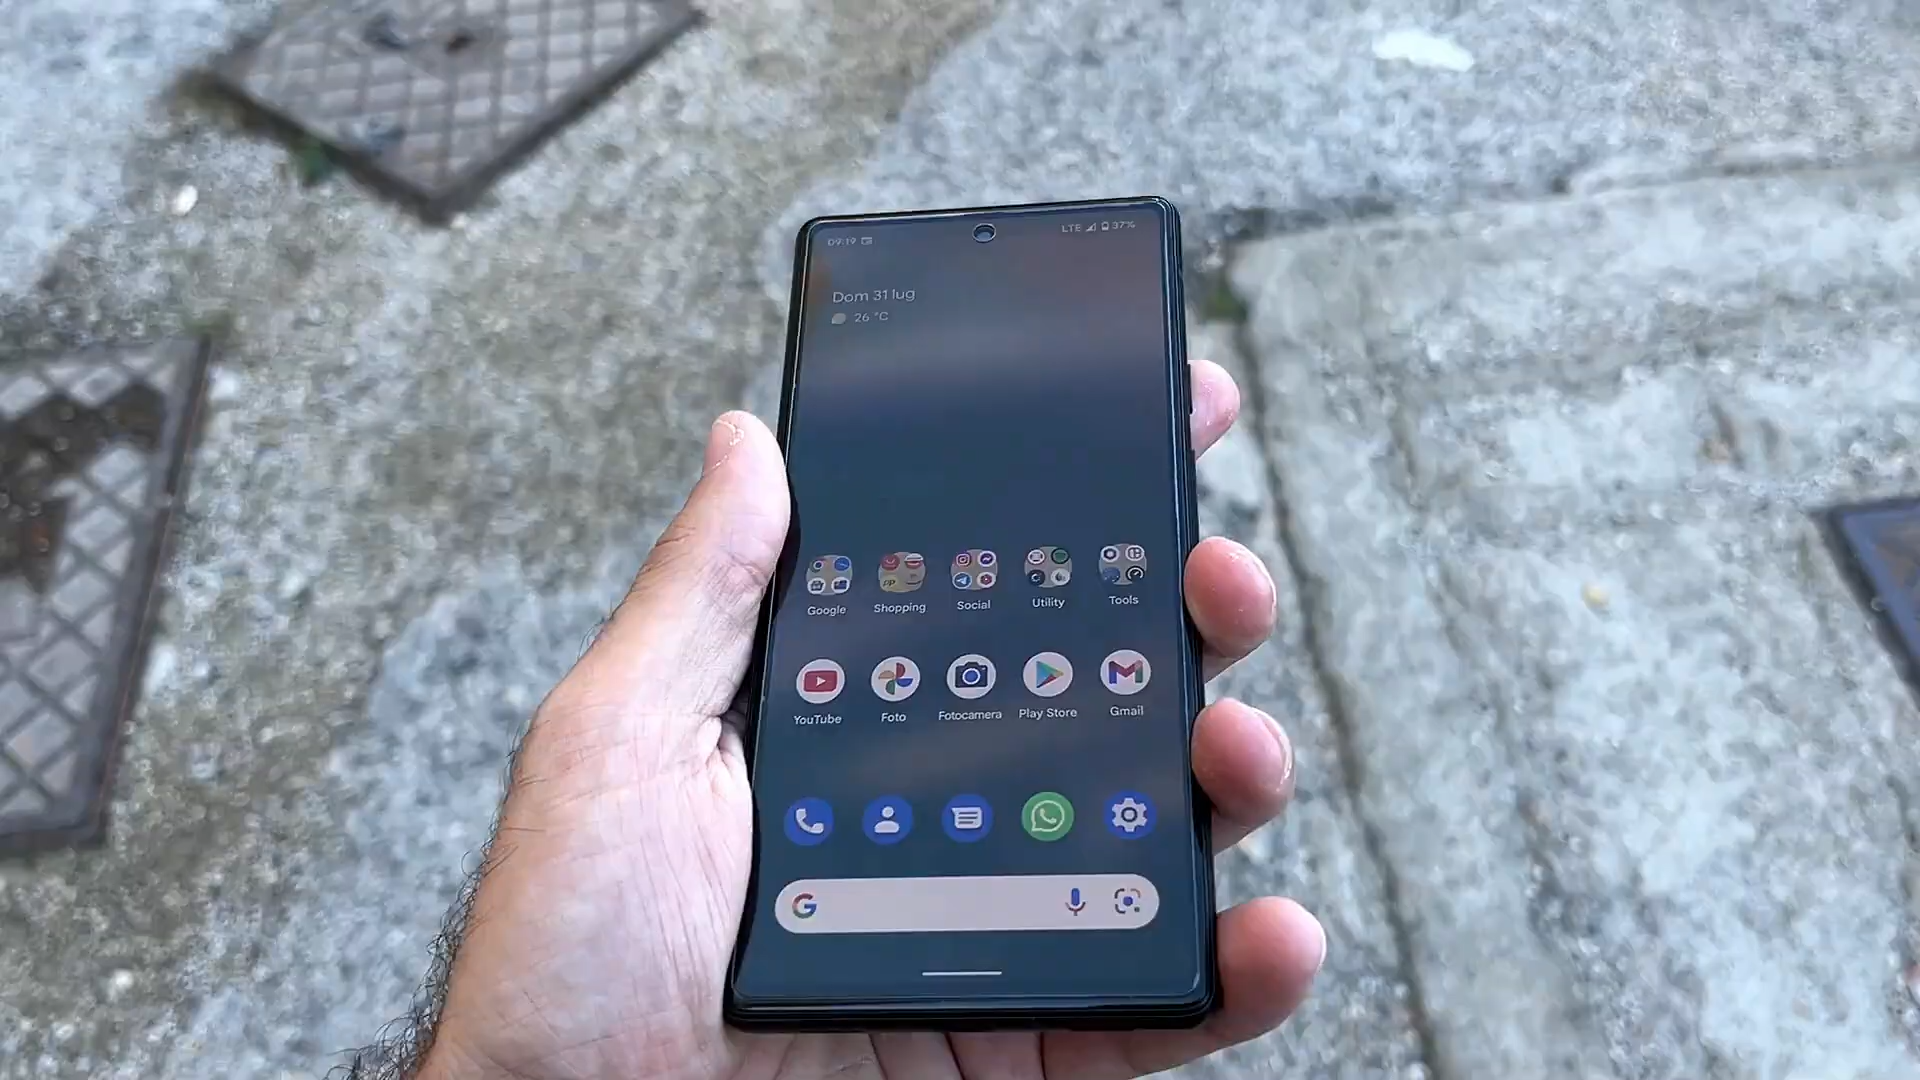 09:19
LTE 37%
Dom 31 lug
26 °C
Google Shopping Social Utility Tools
YouTube Foto Fotocamera Play Store Gmail